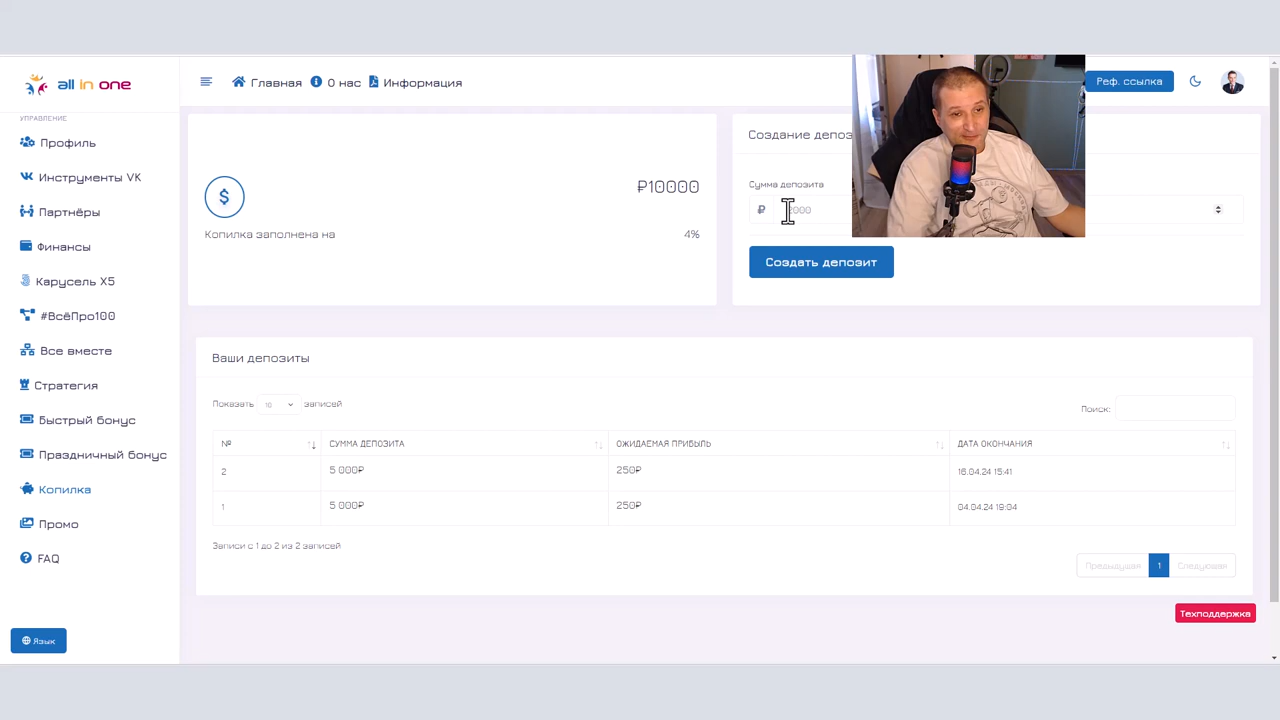 all in one
Главная
О нас
Информация
Реф. ссылка
УПРАВЛЕНИЕ
Профиль
Инструменты VK
Партнёры
Финансы
Карусель X5
#ВсёПро100
Все вместе
Стратегия
Быстрый бонус
Праздничный бонус
Копилка
Промо
FAQ
Язык
₽10000
Копилка заполнена на
4%
Создание депоз
Сумма депозита
₽
Создать депозит
Ваши депозиты
Показать 10 записей
Поиск:
№ СУММА ДЕПОЗИТА ОЖИДАЕМАЯ ПРИБЫЛЬ ДАТА ОКОНЧАНИЯ
2 5 000₽ 250₽ 16.04.24 15:41
1 5 000₽ 250₽ 04.04.24 19:04
Записи с 1 до 2 из 2 записей
Предыдущая 1 Следующая
Техподдержка